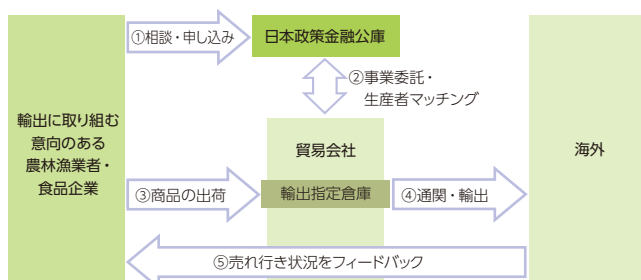 ①相談・申し込み
日本政策金融公庫
②事業委託・
生産者マッチング
輸出に取り組む
意向のある
農林漁業者・
食品企業
貿易会社
海外
③商品の出荷
輸出指定倉庫
④通関・輸出
⑤売れ行き状況をフィードバック